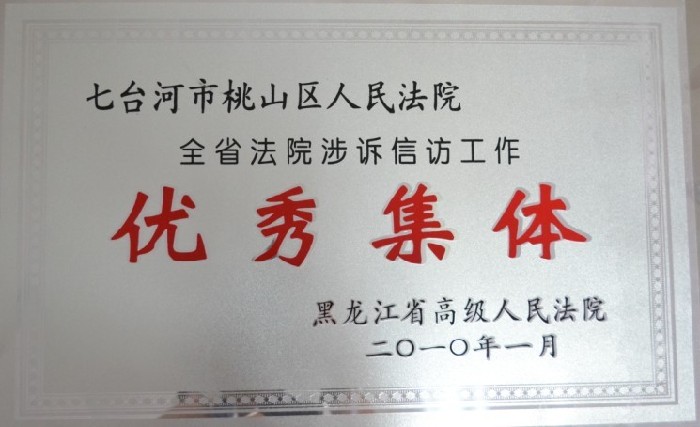 七台河市桃山区人民法院
全省法院涉诉信访工作
优秀集体
黑龙江省高级人民法院
二〇一〇年一月